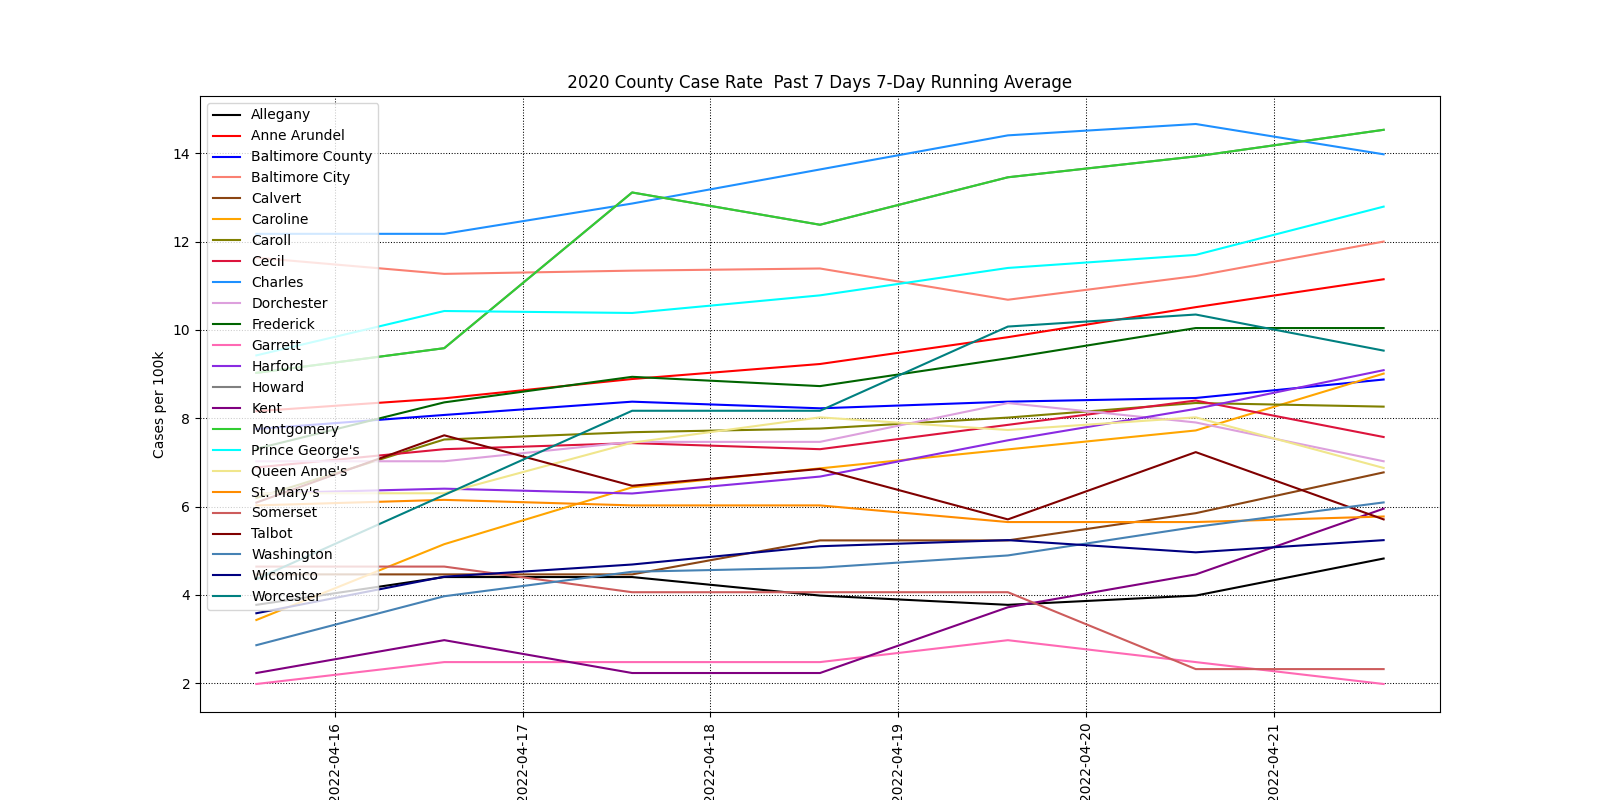 2020 County Case Rate  Past 7 Days 7-Day Running Average
Allegany
Anne Arundel
Baltimore County
Baltimore City
Calvert
Caroline
Caroll
Cecil
Charles
Dorchester
Frederick
Garrett
Harford
Howard
Kent
Montgomery
Prince George's
Queen Anne's
St. Mary's
Somerset
Talbot
Washington
Wicomico
Worcester
Cases per 100k
14
12
10
8
6
4
2
2022-04-16
2022-04-17
2022-04-18
2022-04-19
2022-04-20
2022-04-21